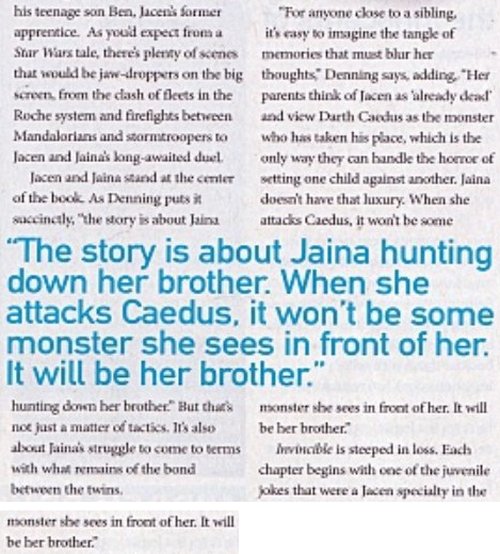 his teenage son Ben, Jacen's former
apprentice. As you'd expect from a
Star Wars tale, there's plenty of scenes
that would be jaw-droppers on the big
screen, from the clash of fleets in the
Roche system and firefights between
Mandalorians and stormtroopers to
Jacen and Jaina's long-awaited duel.
Jacen and Jaina stand at the center
of the book. As Denning puts it
succinctly, "the story is about Jaina
"The story is about Jaina hunting
down her brother. When she
attacks Caedus, it won't be some
monster she sees in front of her.
It will be her brother."
hunting down her brother." But that's
not just a matter of tactics. It's also
about Jaina's struggle to come to terms
with what remains of the bond
between the twins.
"For anyone close to a sibling,
it's easy to imagine the tangle of
memories that must blur her
thoughts," Denning says, adding, "Her
parents think of Jacen as 'already dead'
and view Darth Caedus as the monster
who has taken his place, which is the
only way they can handle the horror of
setting one child against another. Jaina
doesn't have that luxury. When she
attacks Caedus, it won't be some
monster she sees in front of her. It will
be her brother."
Invincible is steeped in loss. Each
chapter begins with one of the juvenile
jokes that were a Jacen specialty in the
monster she sees in front of her. It will
be her brother."